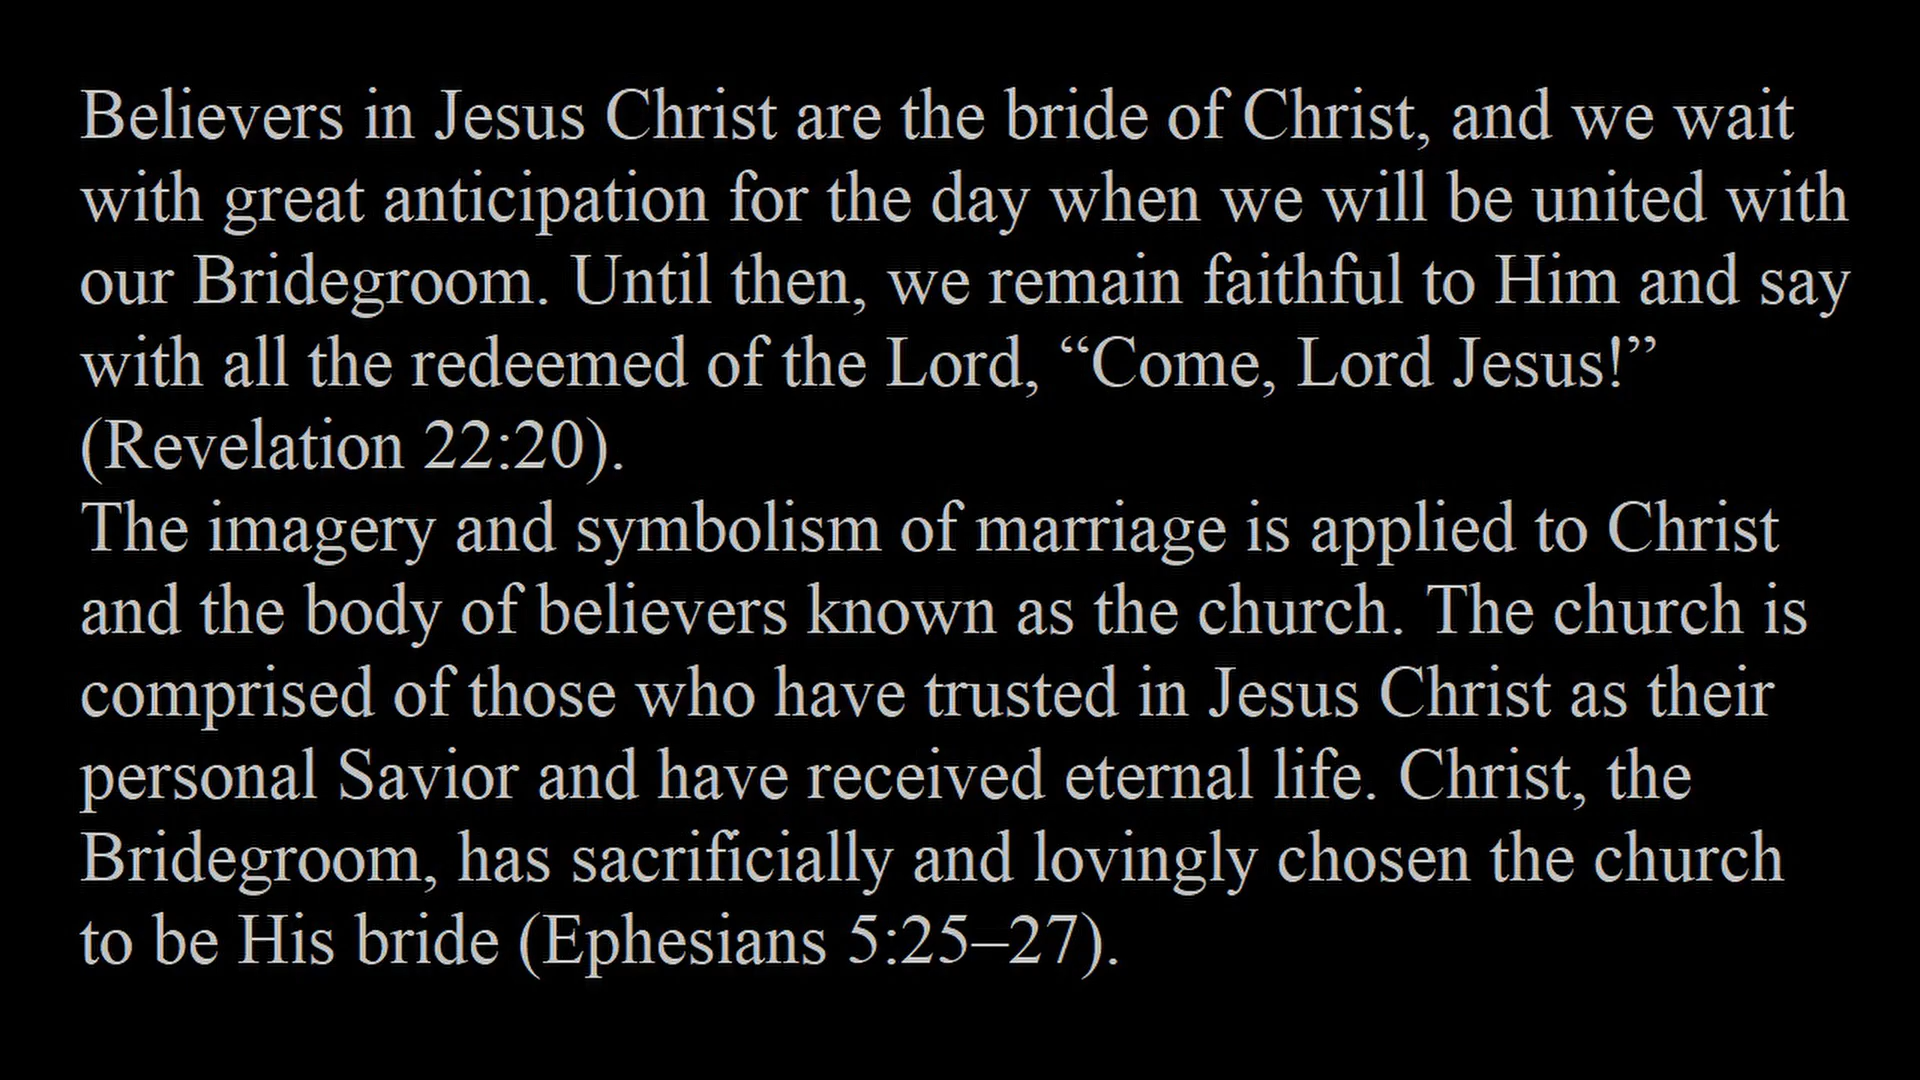 Believers in Jesus Christ are the bride of Christ, and we wait
with great anticipation for the day when we will be united with
our Bridegroom. Until then, we remain faithful to Him and say
with all the redeemed of the Lord, “Come, Lord Jesus!”
(Revelation 22:20).
The imagery and symbolism of marriage is applied to Christ
and the body of believers known as the church. The church is
comprised of those who have trusted in Jesus Christ as their
personal Savior and have received eternal life. Christ, the
Bridegroom, has sacrificially and lovingly chosen the church
to be His bride (Ephesians 5:25–27).